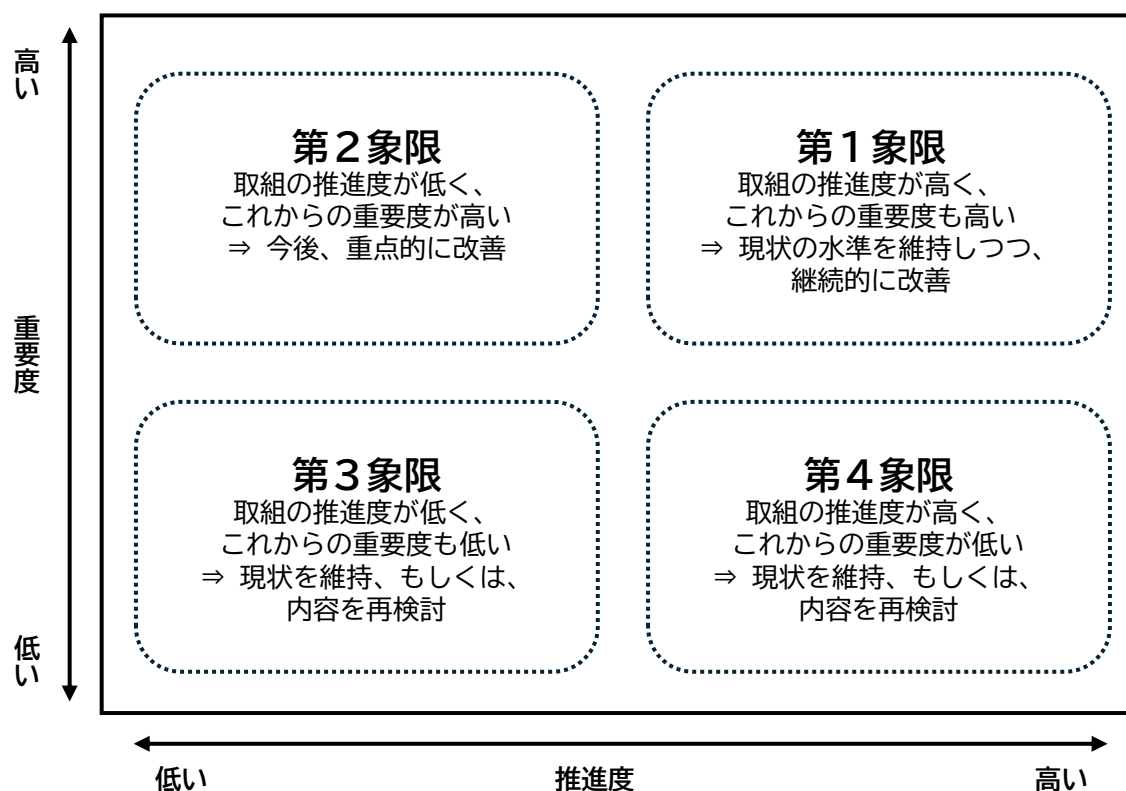 高い
重要度
低い
第２象限
取組の推進度が低く、
これからの重要度が高い
⇒ 今後、重点的に改善
第１象限
取組の推進度が高く、
これからの重要度も高い
⇒ 現状の水準を維持しつつ、
継続的に改善
第３象限
取組の推進度が低く、
これからの重要度も低い
⇒ 現状を維持、もしくは、
内容を再検討
第４象限
取組の推進度が高く、
これからの重要度が低い
⇒ 現状を維持、もしくは、
内容を再検討
低い
推進度
高い